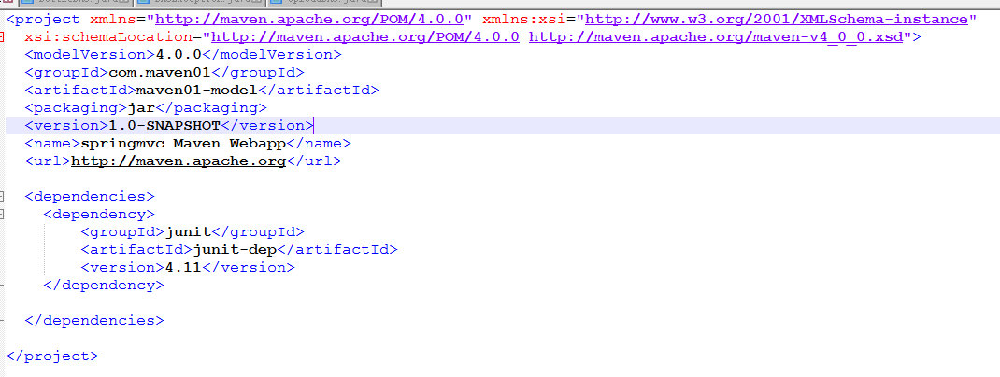 <project xmlns="http://maven.apache.org/POM/4.0.0" xmlns:xsi="http://www.w3.org/2001/XMLSchema-instance"
xsi:schemaLocation="http://maven.apache.org/POM/4.0.0 http://maven.apache.org/maven-v4_0_0.xsd">
<modelVersion>4.0.0</modelVersion>
<groupId>com.maven01</groupId>
<artifactId>maven01-model</artifactId>
<packaging>jar</packaging>
<version>1.0-SNAPSHOT</version>
<name>springmvc Maven Webapp</name>
<url>http://maven.apache.org</url>
<dependencies>
<dependency>
<groupId>junit</groupId>
<artifactId>junit-dep</artifactId>
<version>4.11</version>
</dependency>
</dependencies>
</project>